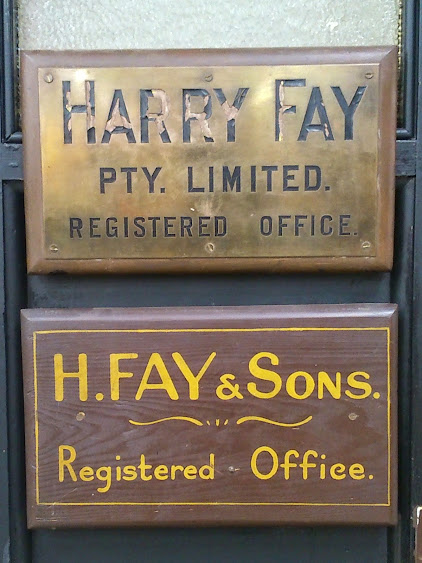 HARRY FAY
PTY. LIMITED.
REGISTERED OFFICE.
H. FAY & SONS.
Registered Office.